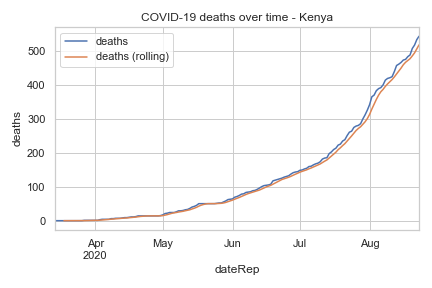 COVID-19 deaths over time - Kenya
deaths
deaths (rolling)
deaths
500
400
300
200
100
0
Apr
2020
May
Jun
Jul
Aug
dateRep